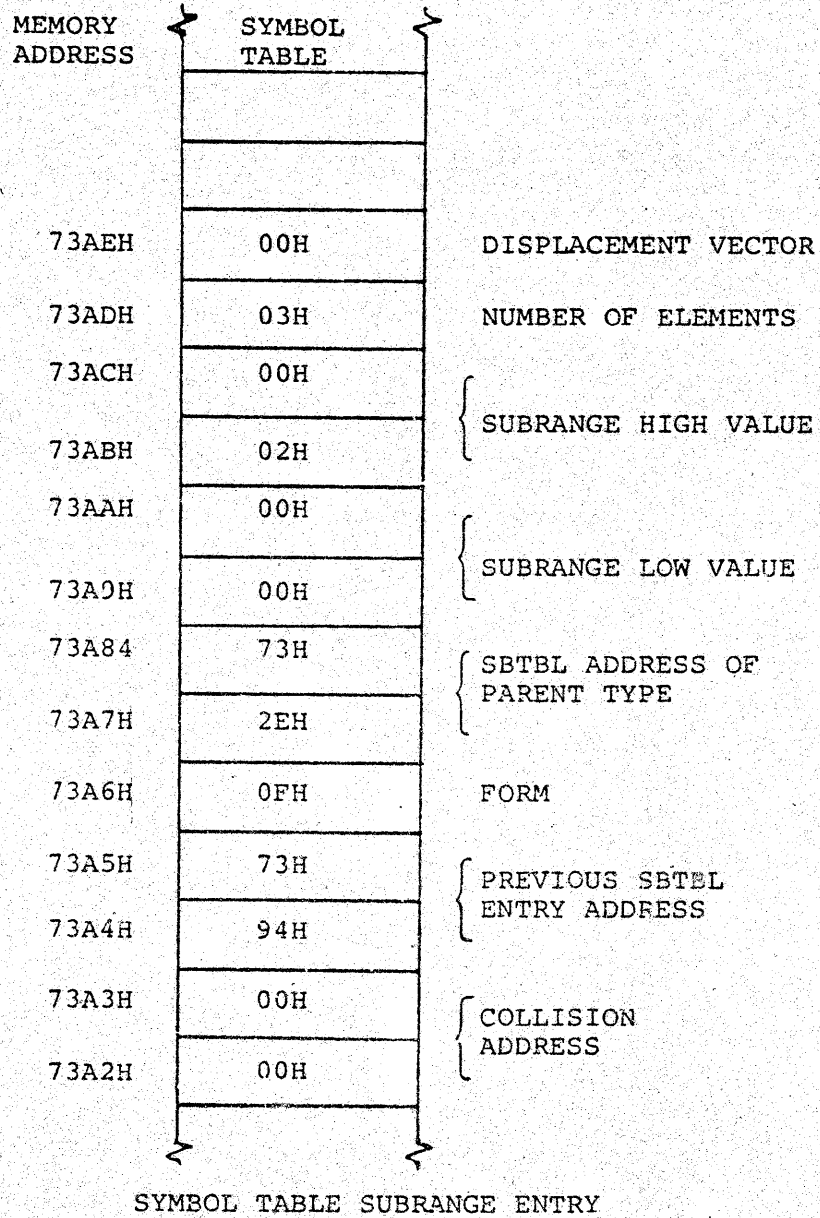 MEMORY ADDRESS
SYMBOL TABLE
73AEH 00H DISPLACEMENT VECTOR
73ADH 03H NUMBER OF ELEMENTS
73ACH 00H
SUBRANGE HIGH VALUE
73ABH 02H
73AAH 00H
SUBRANGE LOW VALUE
73A9H 00H
73A84 73H
SBTBL ADDRESS OF
PARENT TYPE
73A7H 2EH
73A6H 0FH FORM
73A5H 73H
PREVIOUS SBTBL
ENTRY ADDRESS
73A4H 94H
73A3H 00H
COLLISION
ADDRESS
73A2H 00H
SYMBOL TABLE SUBRANGE ENTRY